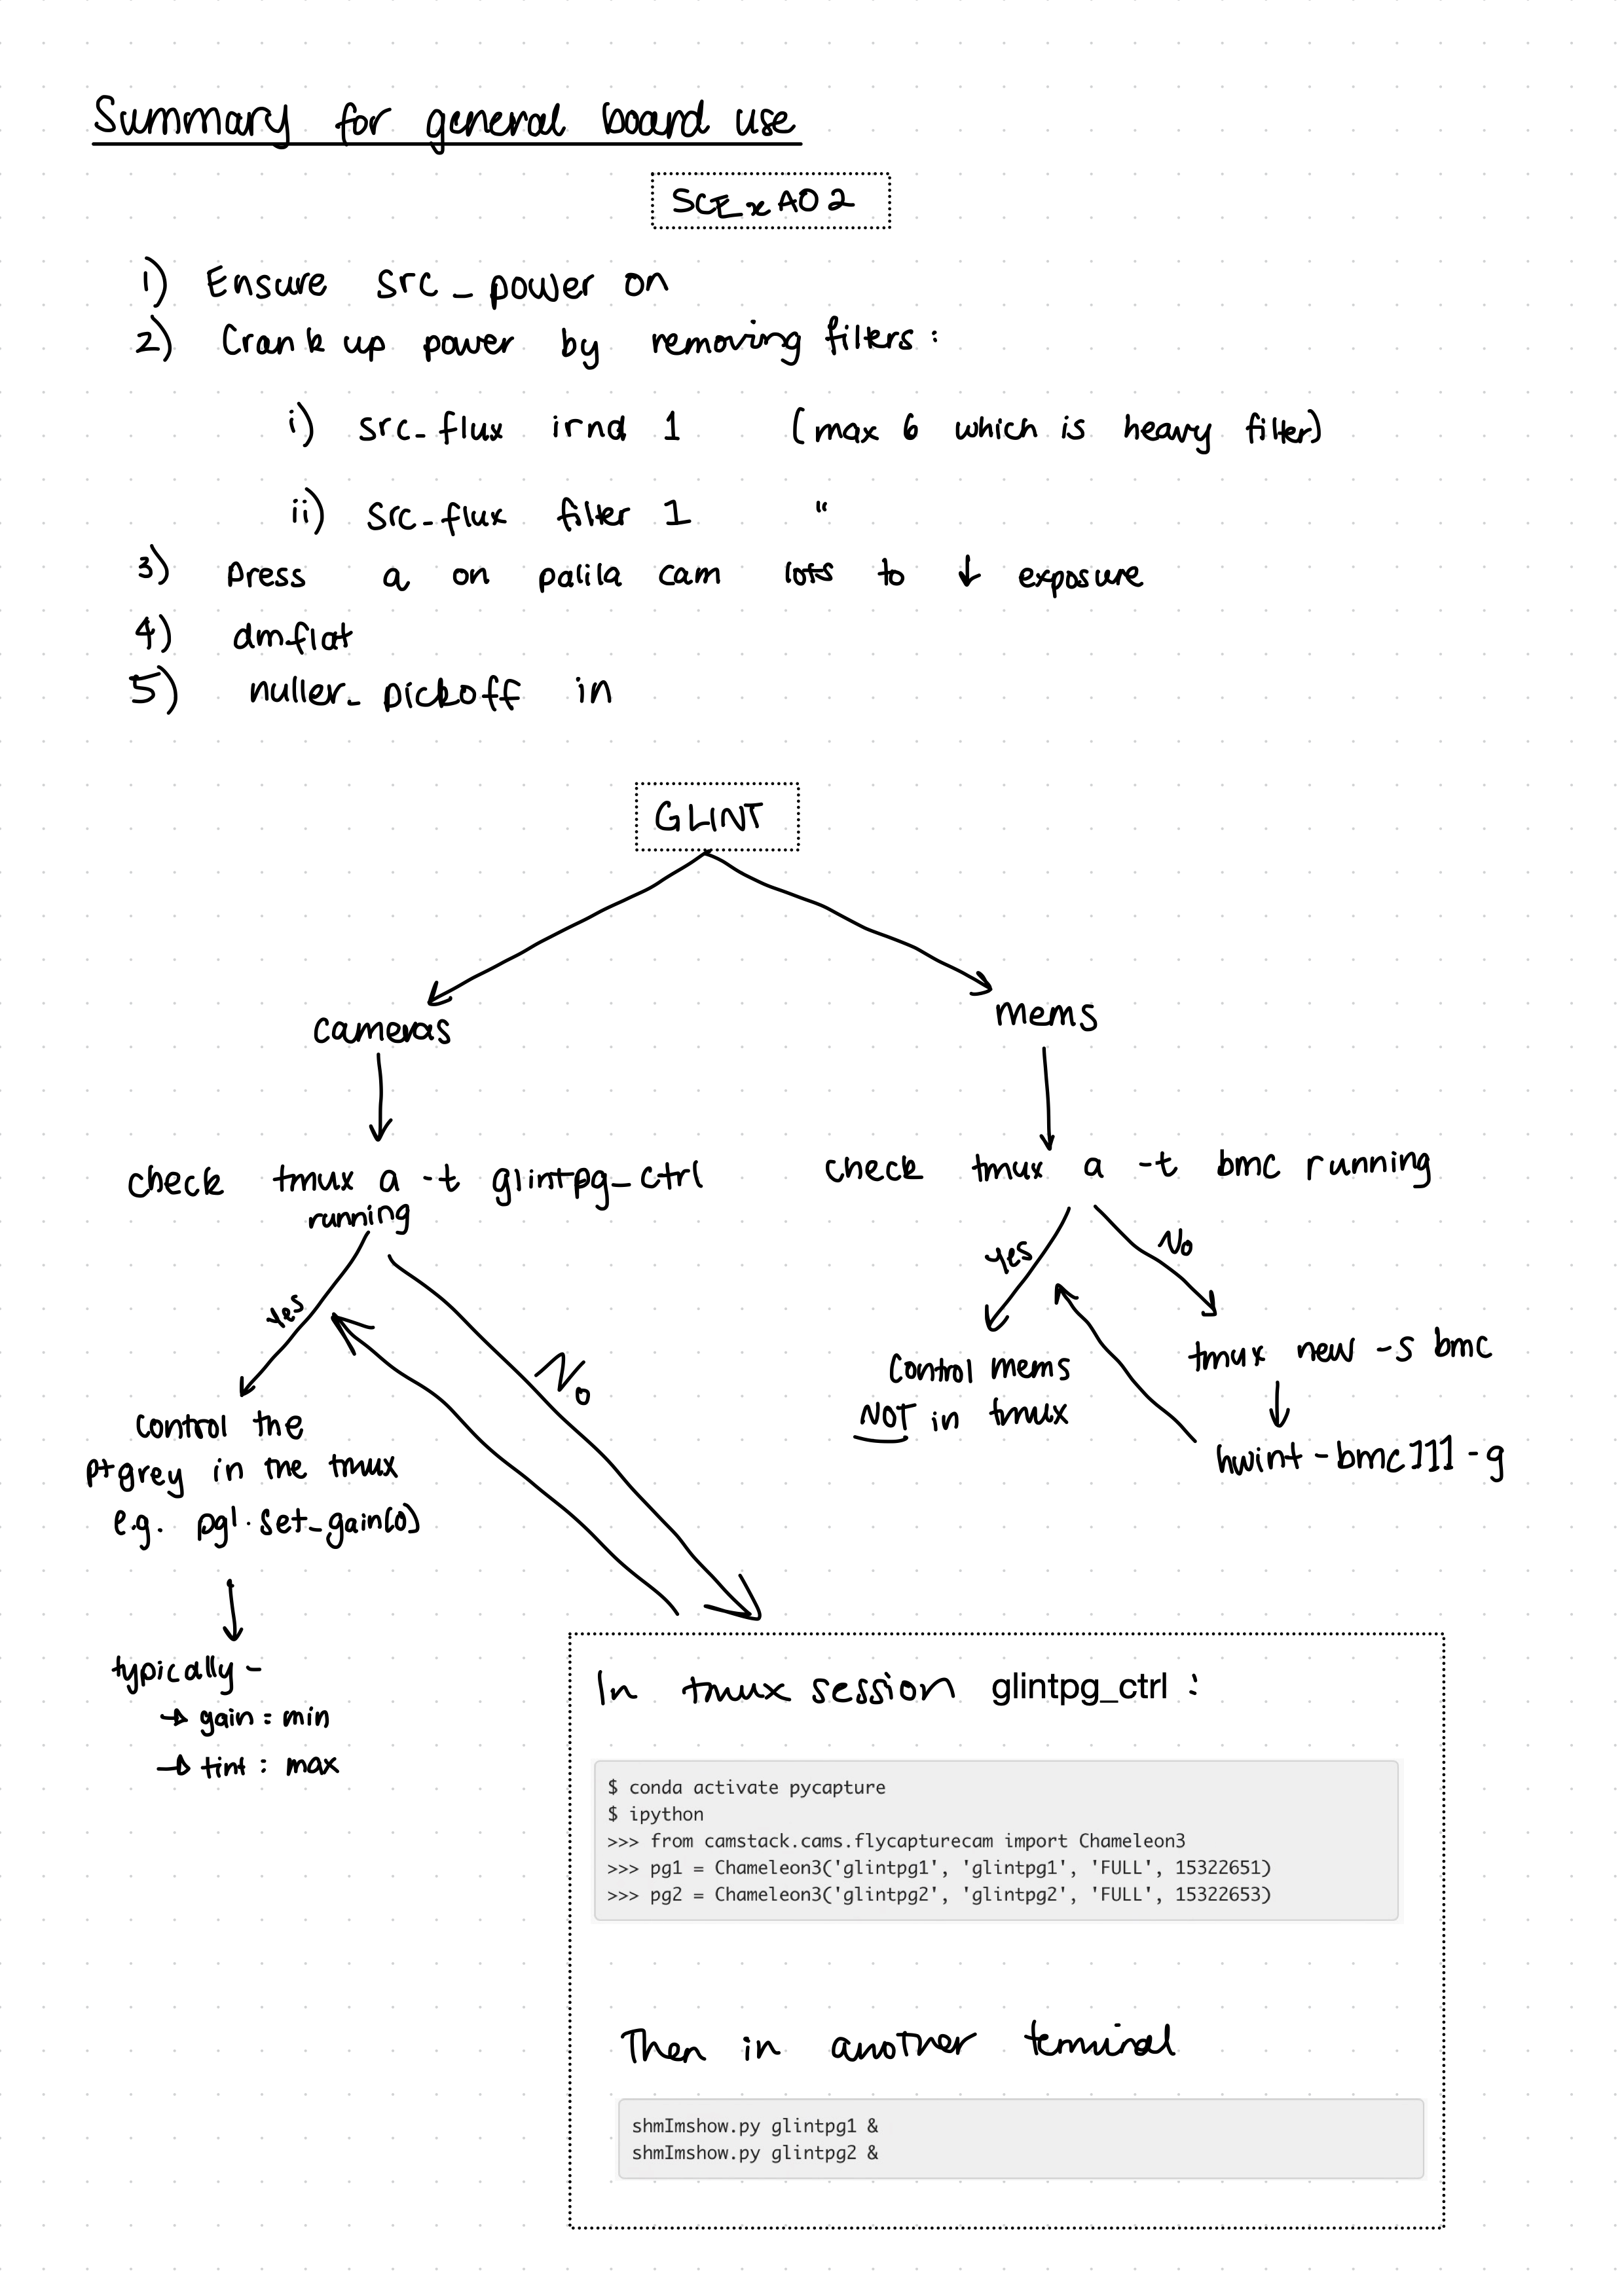 Summary for general board use
SCExAO 2
1) Ensure src_power on
2) Crank up power by removing filters:
i) src_flux irnd 1 (max 6 which is heavy filter)
ii) src_flux filter 1 "
3) Press a on palila cam lots to ↓ exposure
4) dmflat
5) nuller_pickoff in
GLINT
cameras
mems
check tmux a -t glintpg_ctrl
running
check tmux a -t bmc running
Yes
No
Yes
No
control the
ptgrey in the tmux
e.g. pg1.set_gain(0)
typically -
→ gain: min
→ tint: max
Control mems
NOT in tmux
tmux new -s bmc
hwint-bmc111-g
In tmux session glintpg_ctrl:
$ conda activate pycapture
$ ipython
>>> from camstack.cams.flycapturecam import Chameleon3
>>> pg1 = Chameleon3('glintpg1', 'glintpg1', 'FULL', 15322651)
>>> pg2 = Chameleon3('glintpg2', 'glintpg2', 'FULL', 15322653)
Then in another terminal
shmImshow.py glintpg1 &
shmImshow.py glintpg2 &